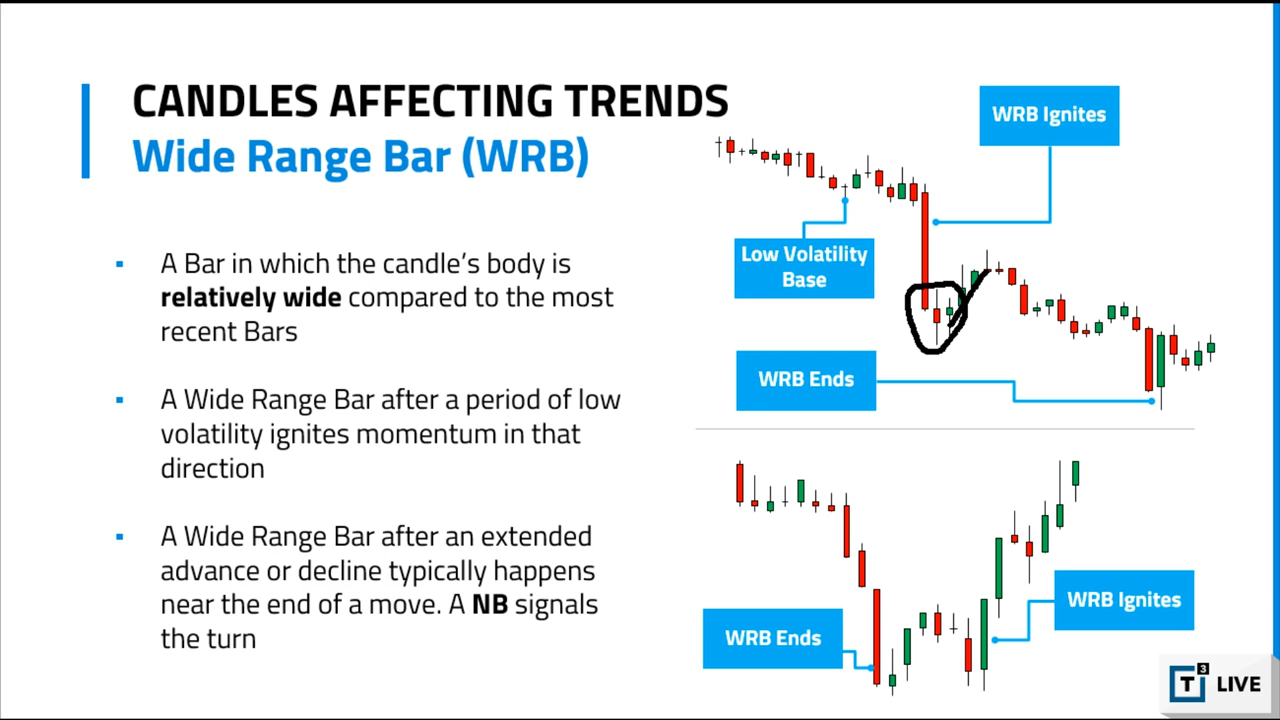 CANDLES AFFECTING TRENDS
Wide Range Bar (WRB)
A Bar in which the candle's body is
relatively wide compared to the most
recent Bars
A Wide Range Bar after a period of low
volatility ignites momentum in that
direction
A Wide Range Bar after an extended
advance or decline typically happens
near the end of a move. A NB signals
the turn
WRB Ignites
Low Volatility
Base
WRB Ends
WRB Ends
WRB Ignites
T3 LIVE